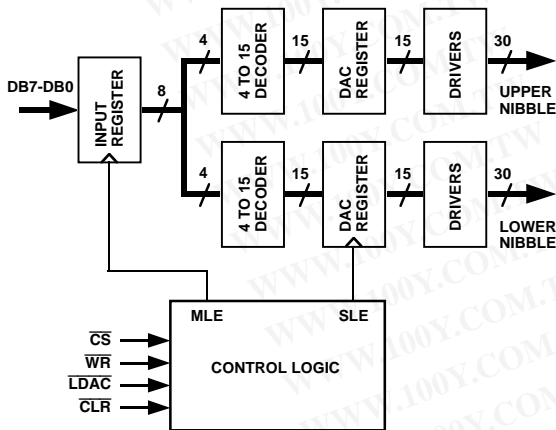 4
15
15
30
4 TO 15
DECODER
DAC
REGISTER
DRIVERS
UPPER
NIBBLE
DB7-DB0
INPUT
REGISTER
8
4
15
15
30
4 TO 15
DECODER
DAC
REGISTER
DRIVERS
LOWER
NIBBLE
MLE
SLE
CS
WR
LDAC
CLR
CONTROL LOGIC
WWW.100Y.COM.TW